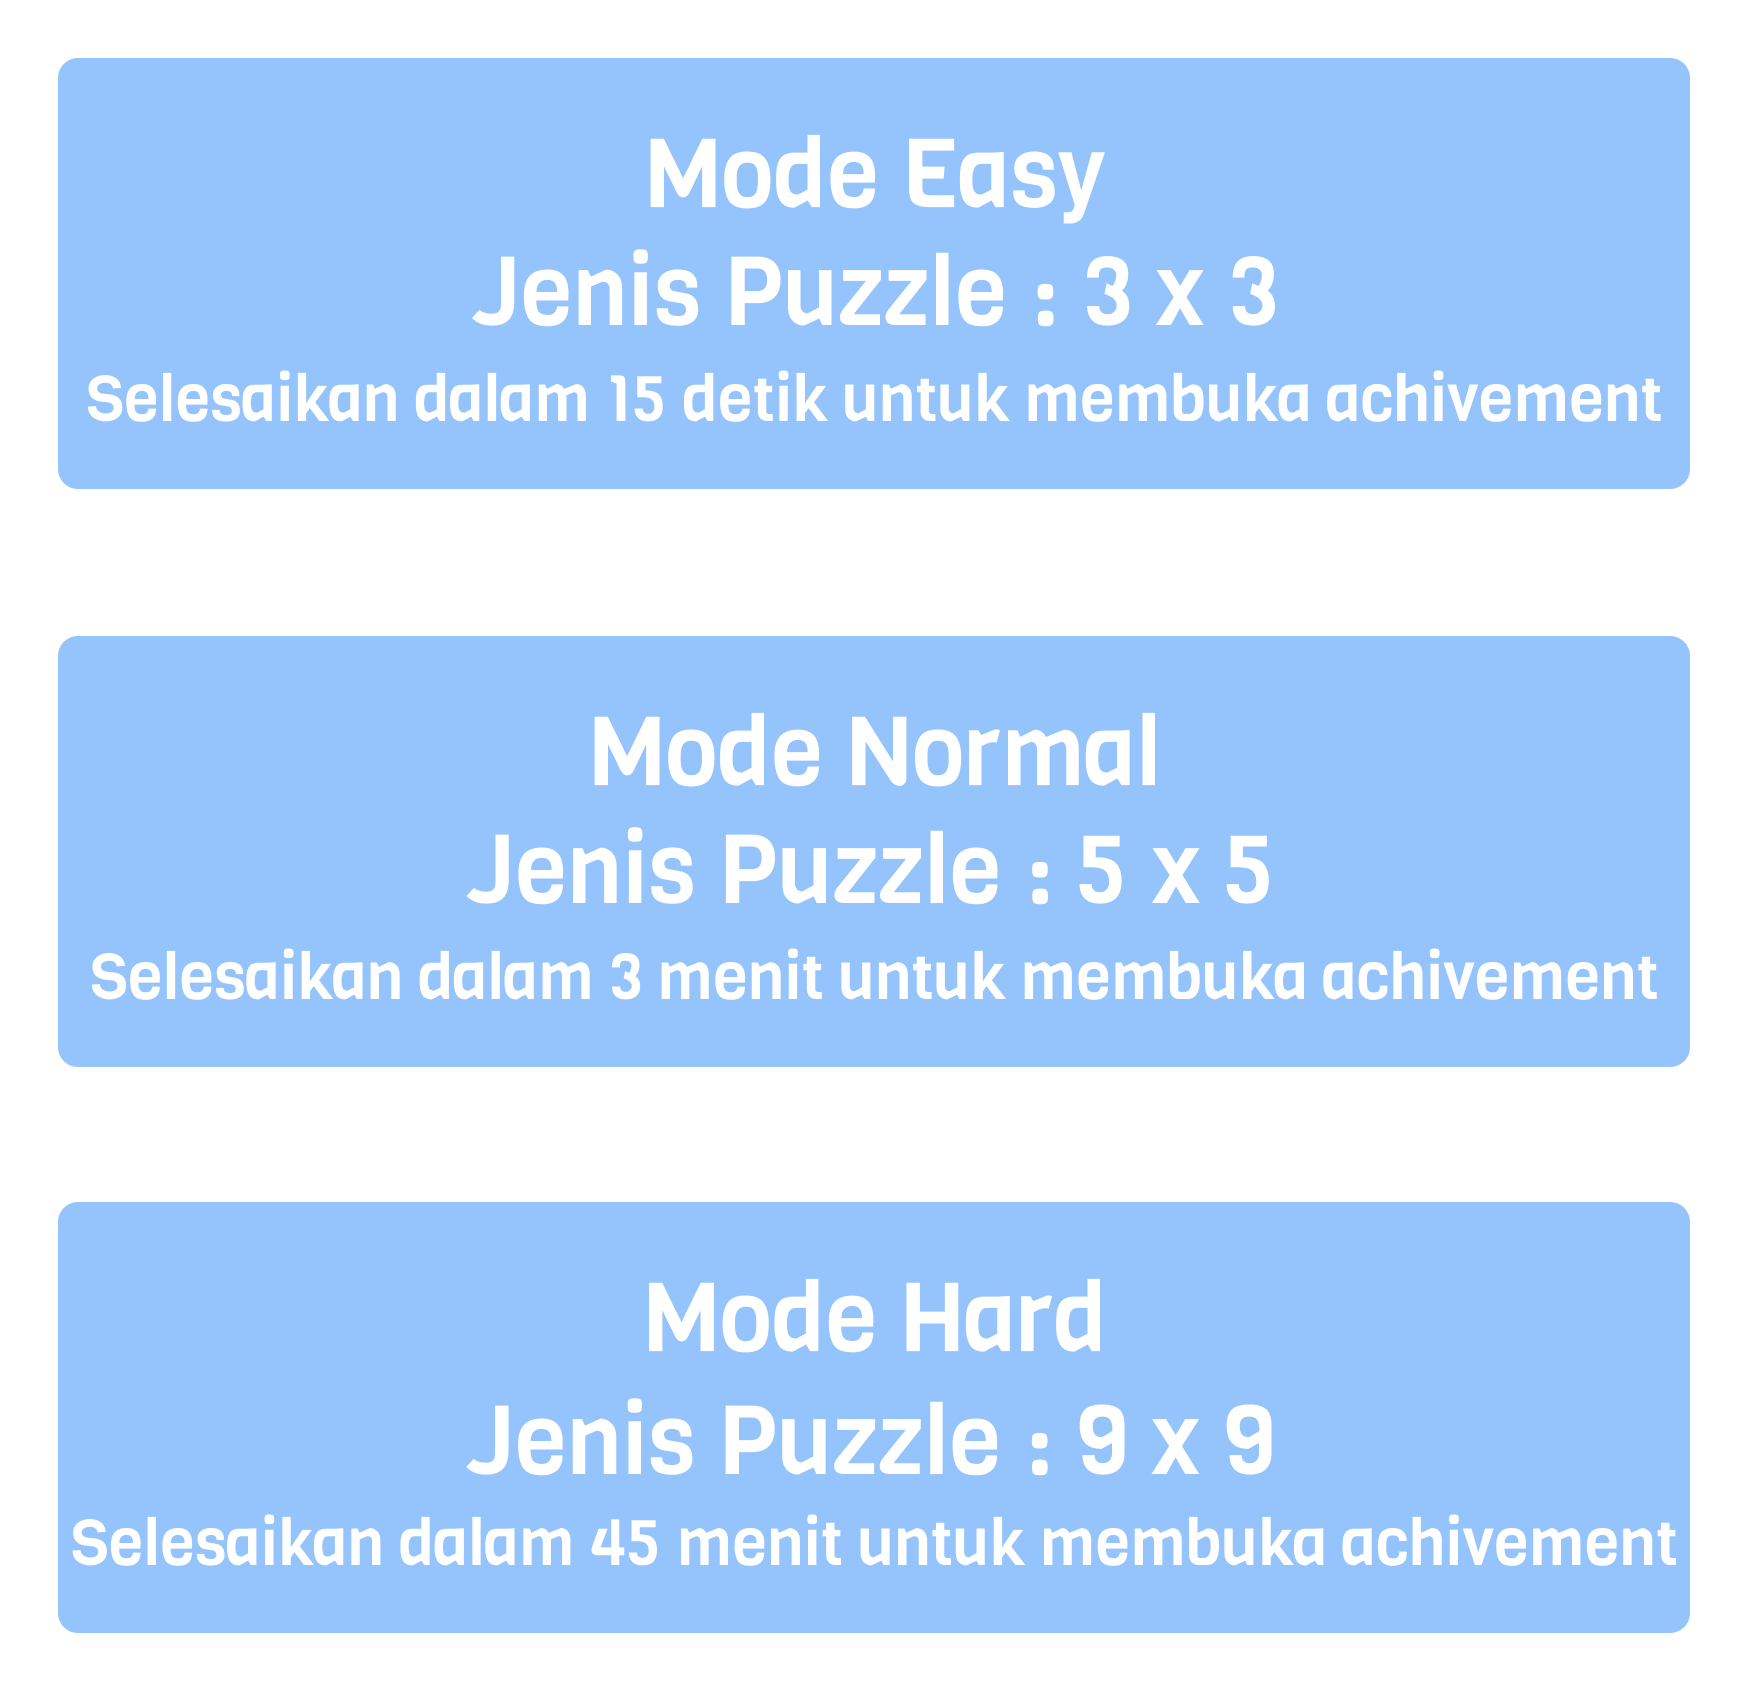 Mode Easy
Jenis Puzzle : 3 x 3
Selesaikan dalam 15 detik untuk membuka achivement
Mode Normal
Jenis Puzzle : 5 x 5
Selesaikan dalam 3 menit untuk membuka achivement
Mode Hard
Jenis Puzzle : 9 x 9
Selesaikan dalam 45 menit untuk membuka achivement